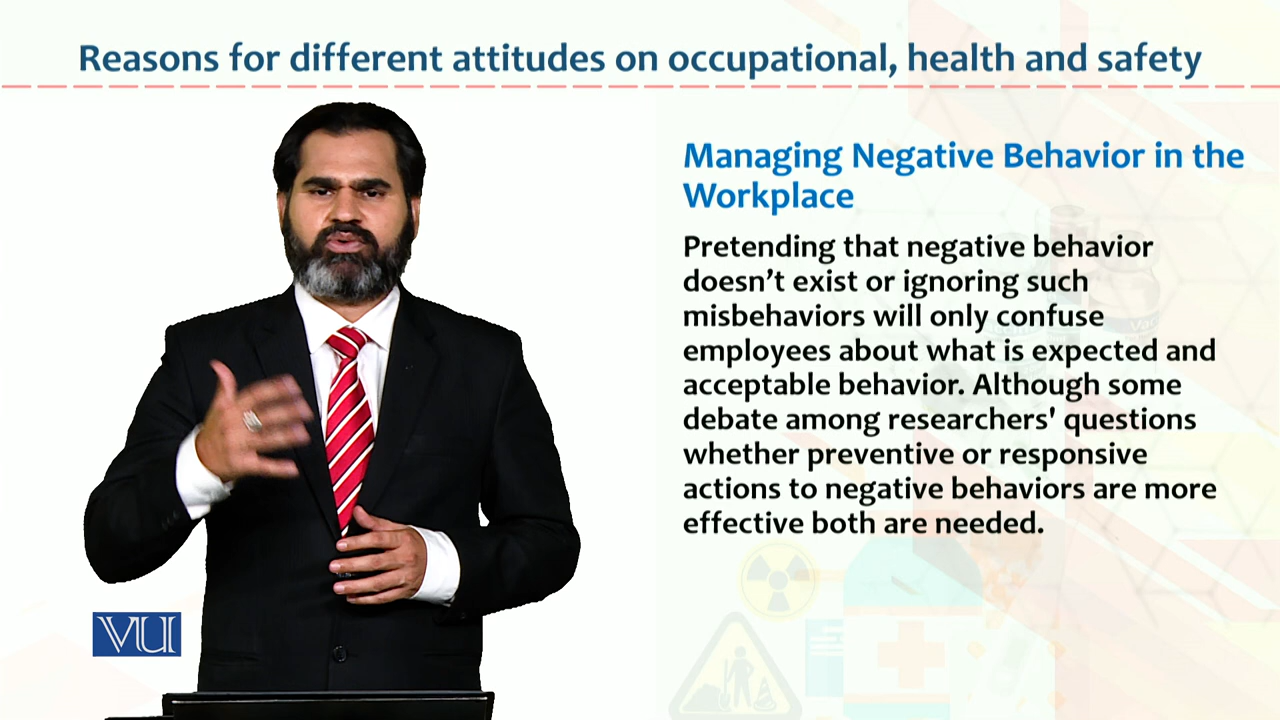 Reasons for different attitudes on occupational, health and safety
Managing Negative Behavior in the
Workplace
Pretending that negative behavior
doesn't exist or ignoring such
misbehaviors will only confuse
employees about what is expected and
acceptable behavior. Although some
debate among researchers' questions
whether preventive or responsive
actions to negative behaviors are more
effective both are needed.
VU